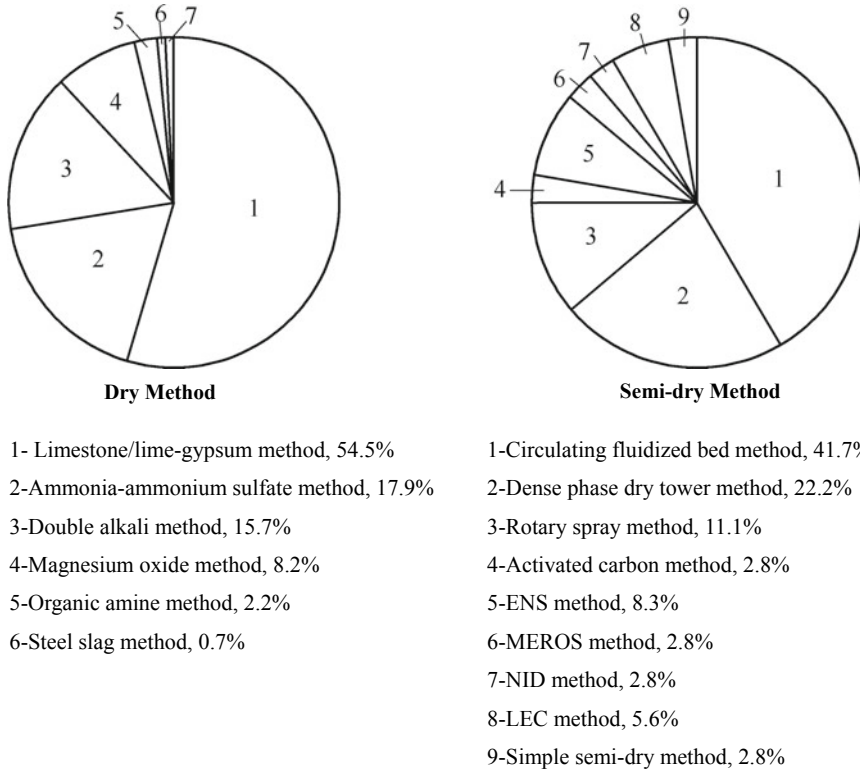 5
6
7
4
3
1
2
Dry Method
1- Limestone/lime-gypsum method, 54.5%
2-Ammonia-ammonium sulfate method, 17.9%
3-Double alkali method, 15.7%
4-Magnesium oxide method, 8.2%
5-Organic amine method, 2.2%
6-Steel slag method, 0.7%
9
8
7
6
5
4
1
3
2
Semi-dry Method
1-Circulating fluidized bed method, 41.7%
2-Dense phase dry tower method, 22.2%
3-Rotary spray method, 11.1%
4-Activated carbon method, 2.8%
5-ENS method, 8.3%
6-MEROS method, 2.8%
7-NID method, 2.8%
8-LEC method, 5.6%
9-Simple semi-dry method, 2.8%